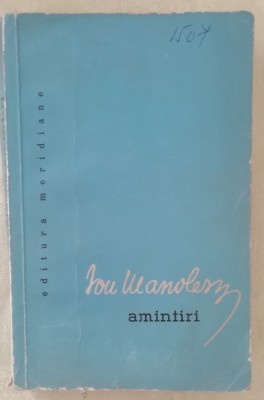 1507
editura meridiane
Ion Manolescu
amintiri